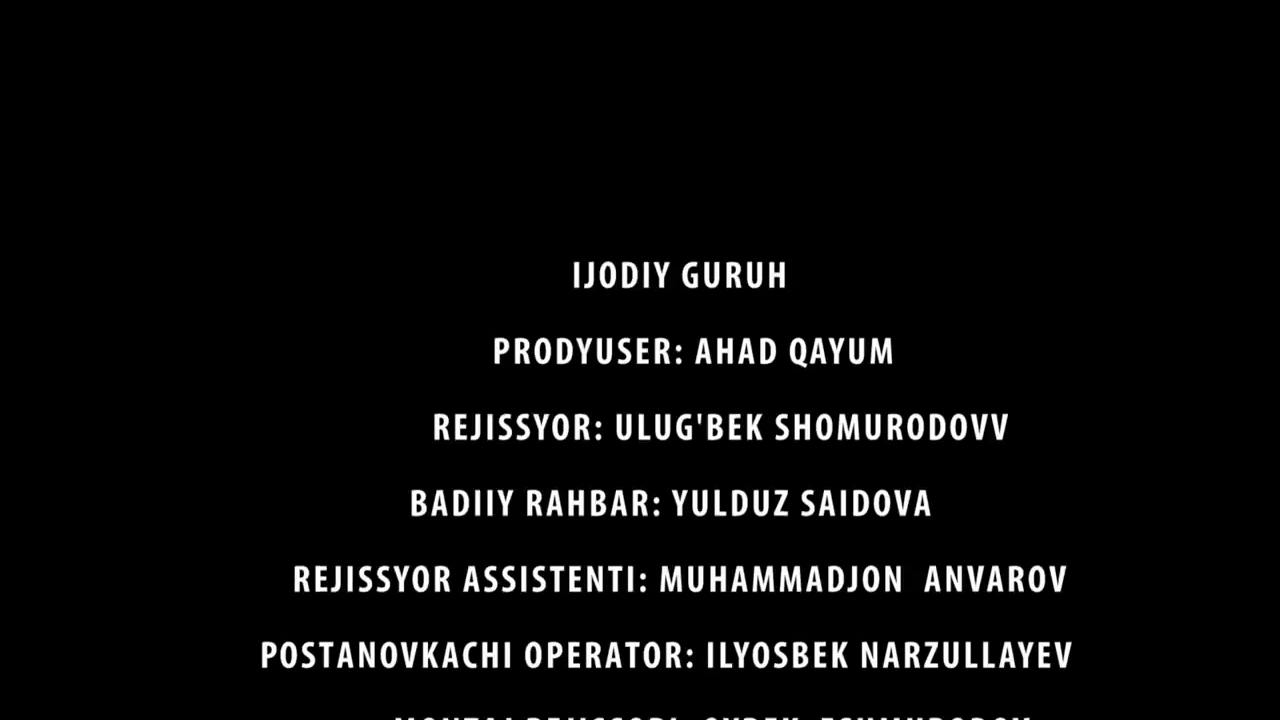 IJODIY GURUH
PRODYUSER: AHAD QAYUM
REJISSYOR: ULUG'BEK SHOMURODOVV
BADIIY RAHBAR: YULDUZ SAIDOVA
REJISSYOR ASSISTENTI: MUHAMMADJON ANVAROV
POSTANOVKACHI OPERATOR: ILYOSBEK NARZULLAYEV